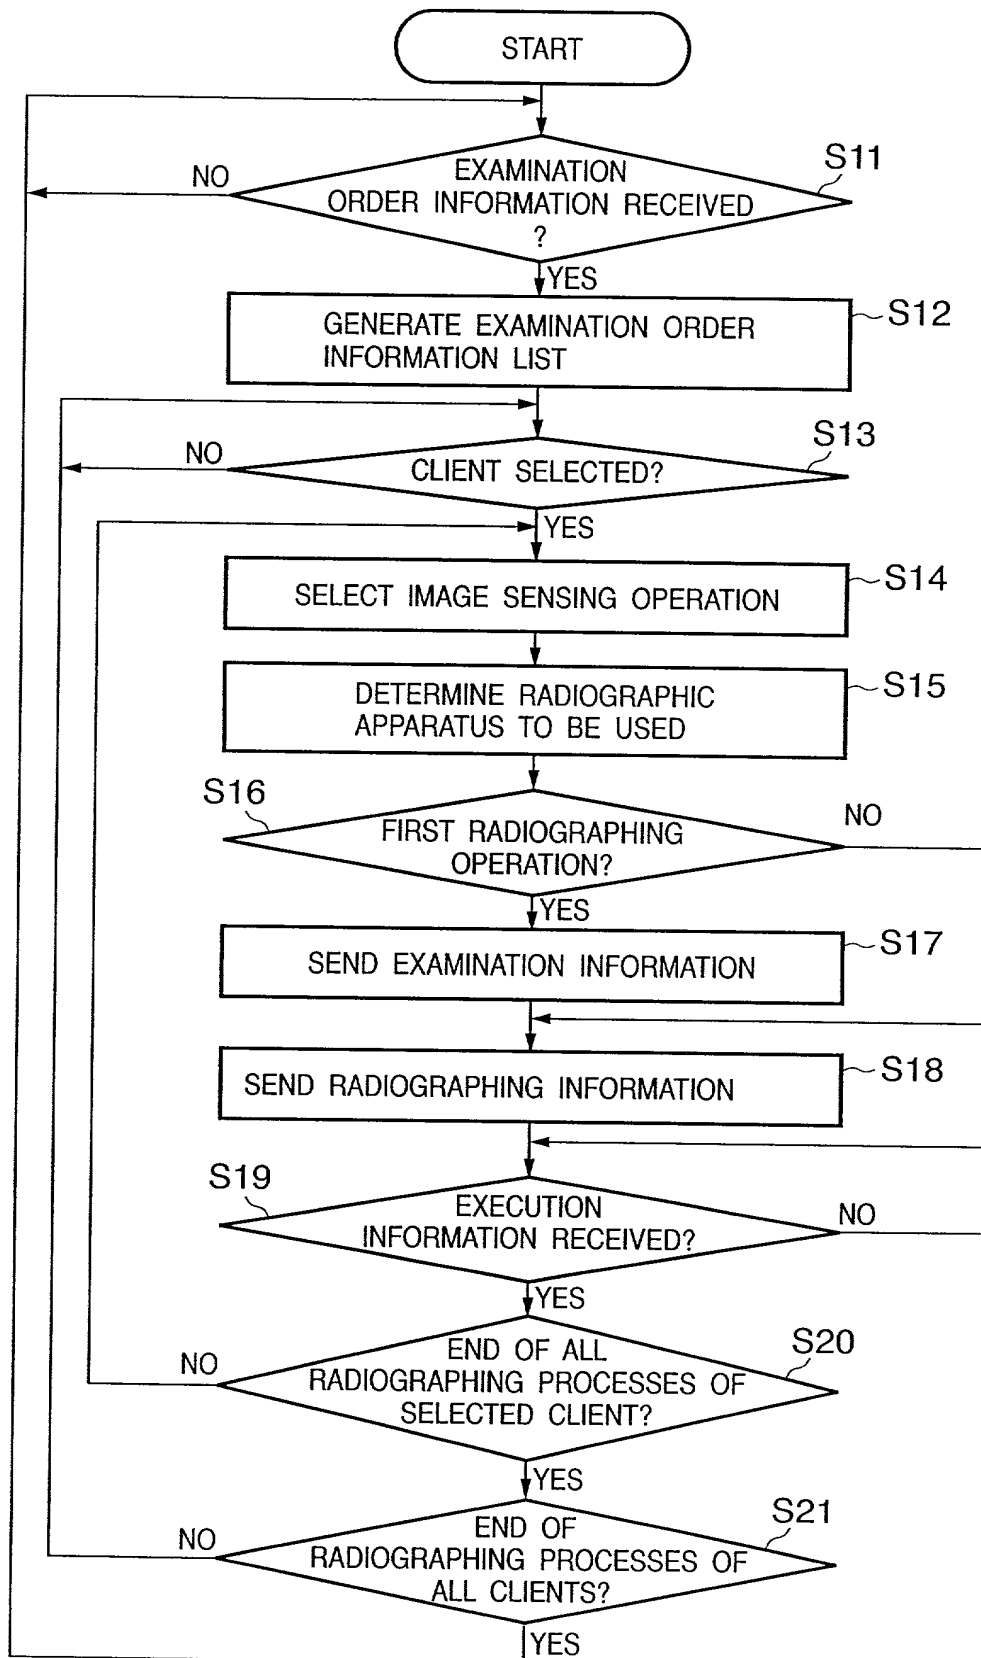 START
S11
NO
EXAMINATION
ORDER INFORMATION RECEIVED
?
YES
S12
GENERATE EXAMINATION ORDER
INFORMATION LIST
S13
NO
CLIENT SELECTED?
YES
S14
SELECT IMAGE SENSING OPERATION
S15
DETERMINE RADIOGRAPHIC
APPARATUS TO BE USED
S16
NO
FIRST RADIOGRAPHING
OPERATION?
YES
S17
SEND EXAMINATION INFORMATION
S18
SEND RADIOGRAPHING INFORMATION
S19
NO
EXECUTION
INFORMATION RECEIVED?
YES
S20
NO
END OF ALL
RADIOGRAPHING PROCESSES OF
SELECTED CLIENT?
YES
S21
NO
END OF
RADIOGRAPHING PROCESSES OF
ALL CLIENTS?
YES